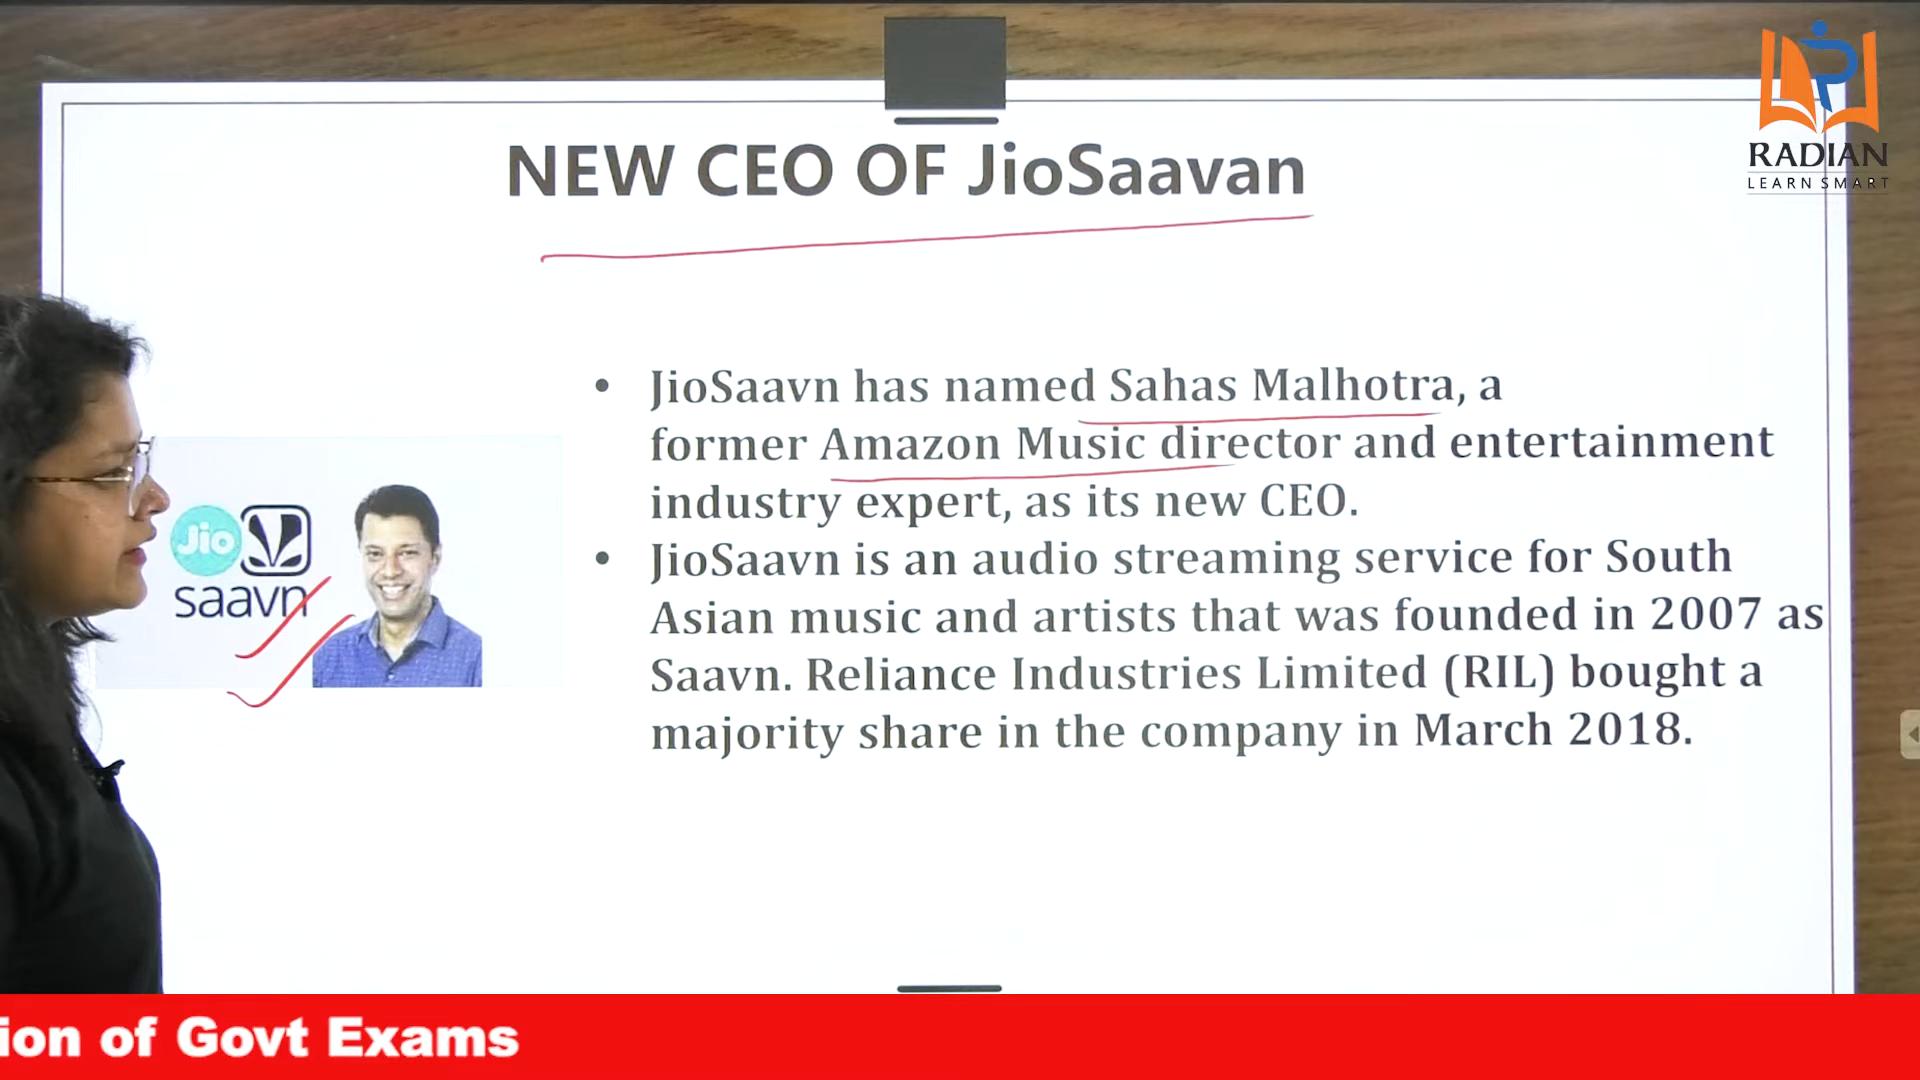 RADIAN
LEARN SMART
NEW CEO OF JioSaavan
JioSaavn has named Sahas Malhotra, a
former Amazon Music director and entertainment
industry expert, as its new CEO.
JioSaavn is an audio streaming service for South
Asian music and artists that was founded in 2007 as
Saavn. Reliance Industries Limited (RIL) bought a
majority share in the company in March 2018.
Jio
saavn
ion of Govt Exams